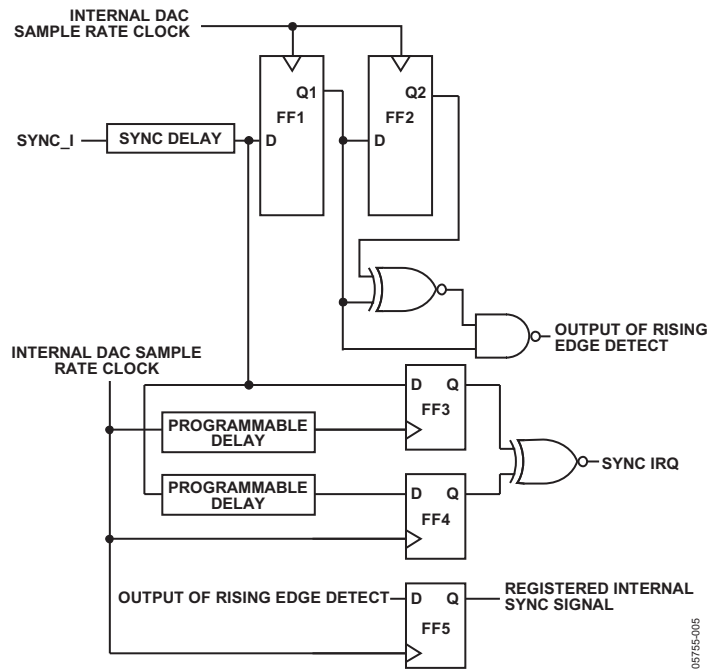 INTERNAL DAC
SAMPLE RATE CLOCK
Q1
FF1
D
Q2
FF2
D
SYNC_I
SYNC DELAY
OUTPUT OF RISING
EDGE DETECT
INTERNAL DAC SAMPLE
RATE CLOCK
D Q
FF3
PROGRAMMABLE
DELAY
SYNC IRQ
PROGRAMMABLE
DELAY
D Q
FF4
OUTPUT OF RISING EDGE DETECT
D Q
FF5
REGISTERED INTERNAL
SYNC SIGNAL
05755-005